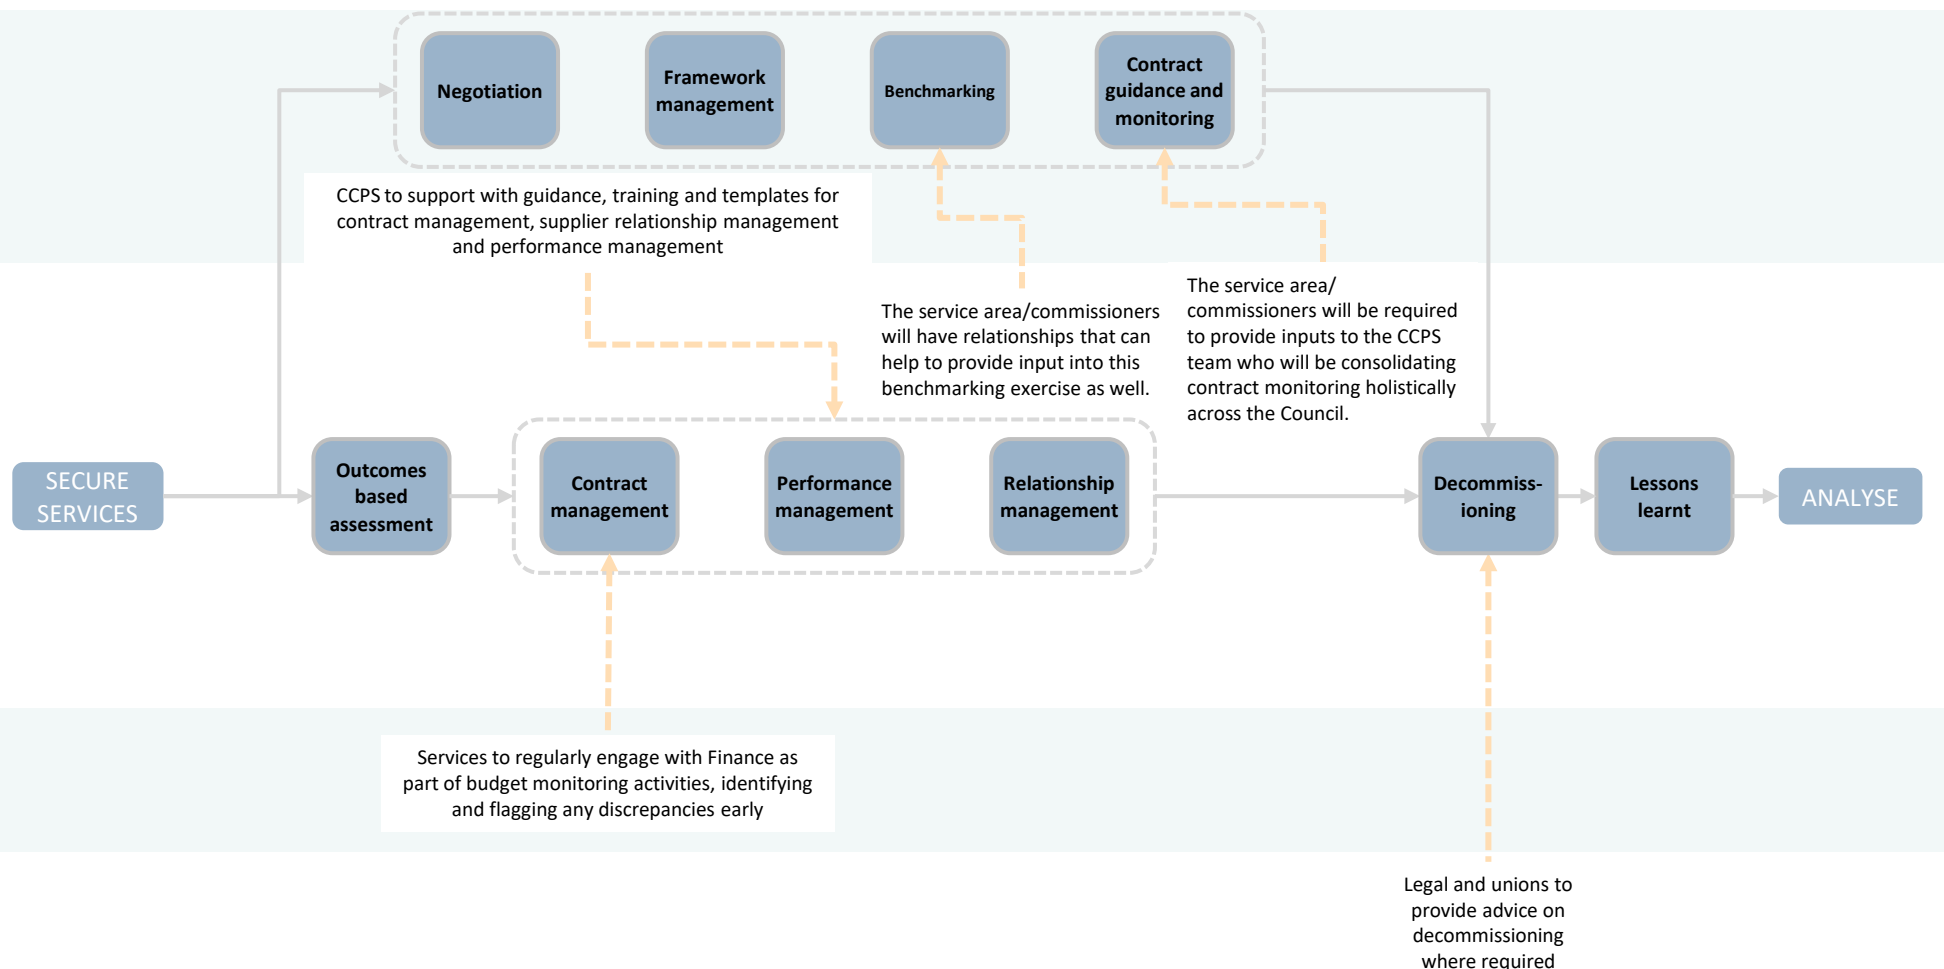 Negotiation
Framework
management
Benchmarking
Contract
guidance and
monitoring
CCPS to support with guidance, training and templates for
contract management, supplier relationship management
and performance management
The service area/commissioners
will have relationships that can
help to provide input into this
benchmarking exercise as well.
The service area/
commissioners will be required
to provide inputs to the CCPS
team who will be consolidating
contract monitoring holistically
across the Council.
SECURE
SERVICES
Outcomes
based
assessment
Contract
management
Performance
management
Relationship
management
Decommiss-
ioning
Lessons
learnt
ANALYSE
Services to regularly engage with Finance as
part of budget monitoring activities, identifying
and flagging any discrepancies early
Legal and unions to
provide advice on
decommissioning
where required